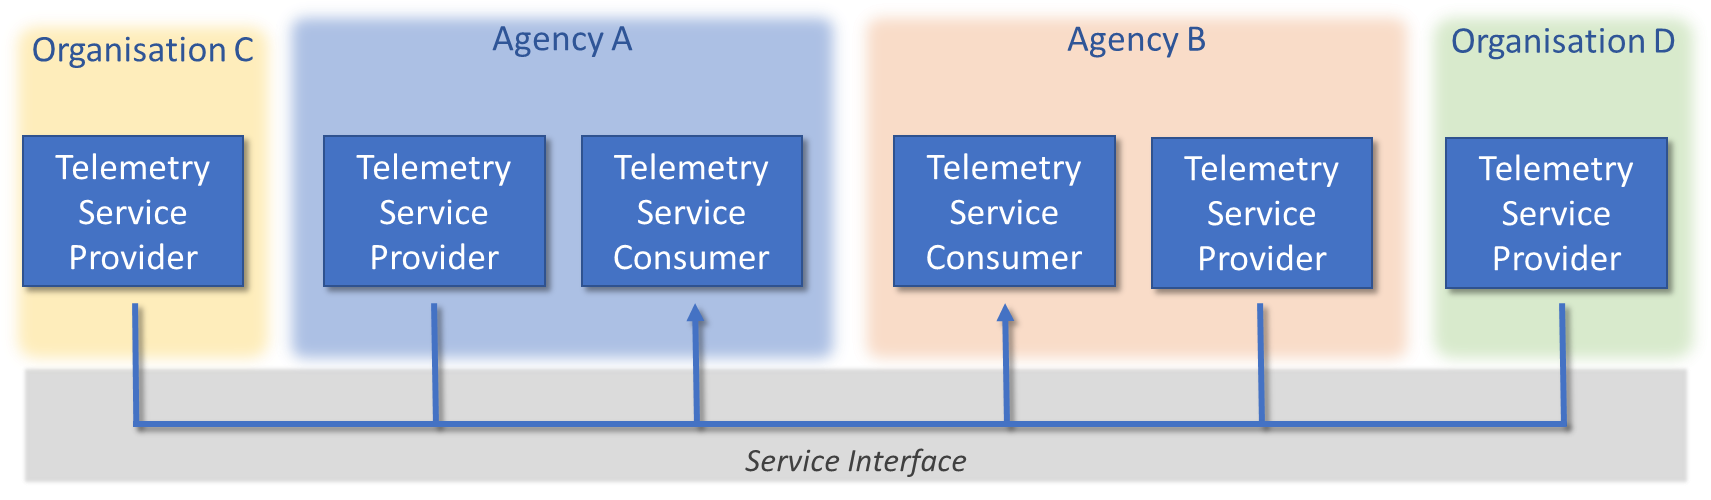 Organisation C
Agency A
Agency B
Organisation D
Telemetry
Service
Provider
Telemetry
Service
Provider
Telemetry
Service
Consumer
Telemetry
Service
Consumer
Telemetry
Service
Provider
Telemetry
Service
Provider
Service Interface